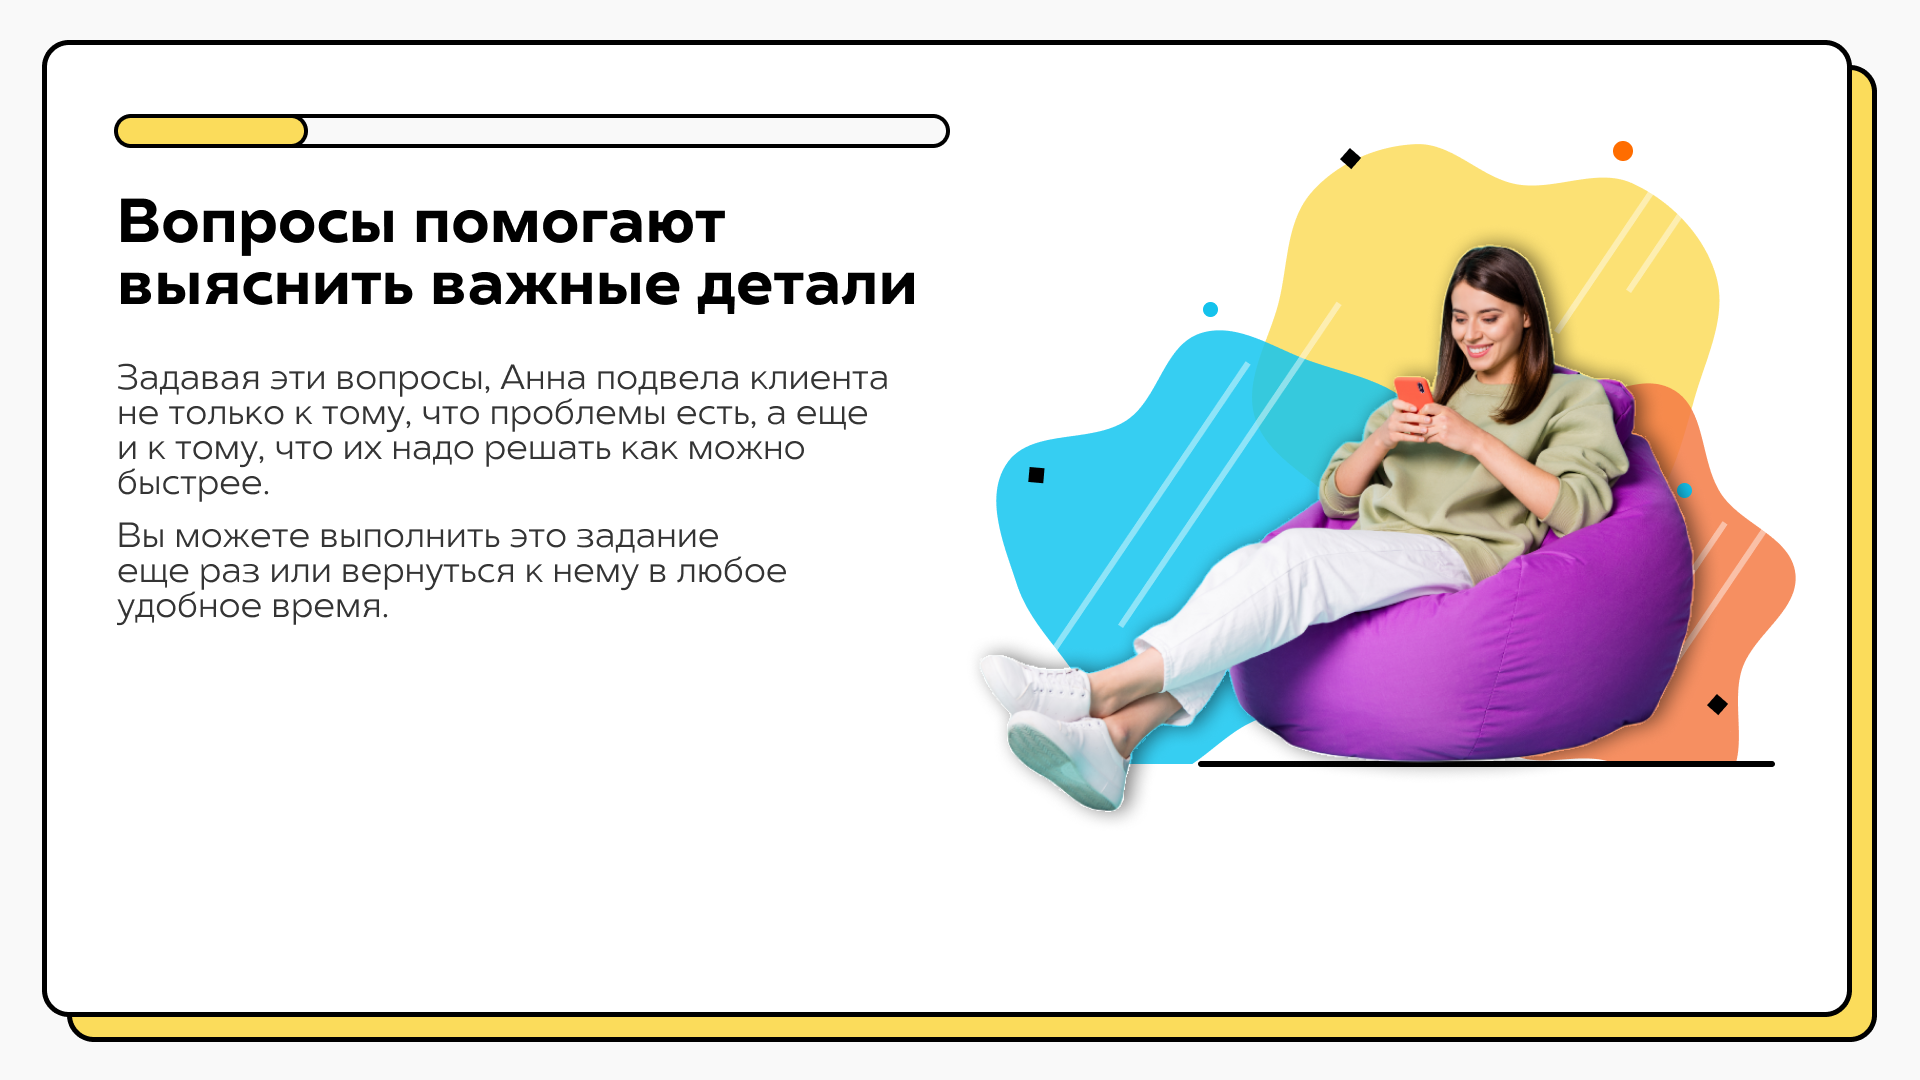 Вопросы помогают
выяснить важные детали
Задавая эти вопросы, Анна подвела клиента
не только к тому, что проблемы есть, а еще
и к тому, что их надо решать как можно
быстрее.
Вы можете выполнить это задание
еще раз или вернуться к нему в любое
удобное время.